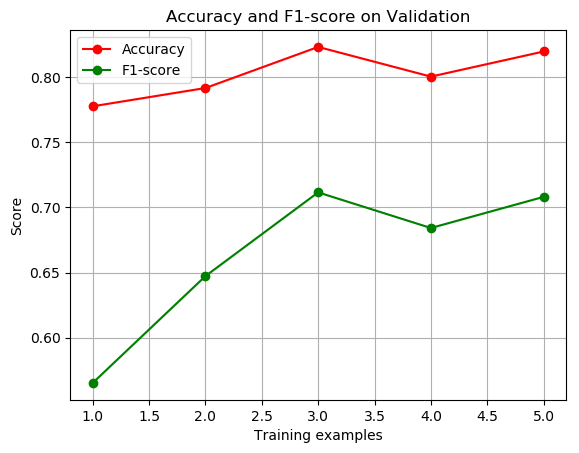 Accuracy and F1-score on Validation
Accuracy
F1-score
0.80
0.75
0.70
0.65
0.60
Score
1.0 1.5 2.0 2.5 3.0 3.5 4.0 4.5 5.0
Training examples